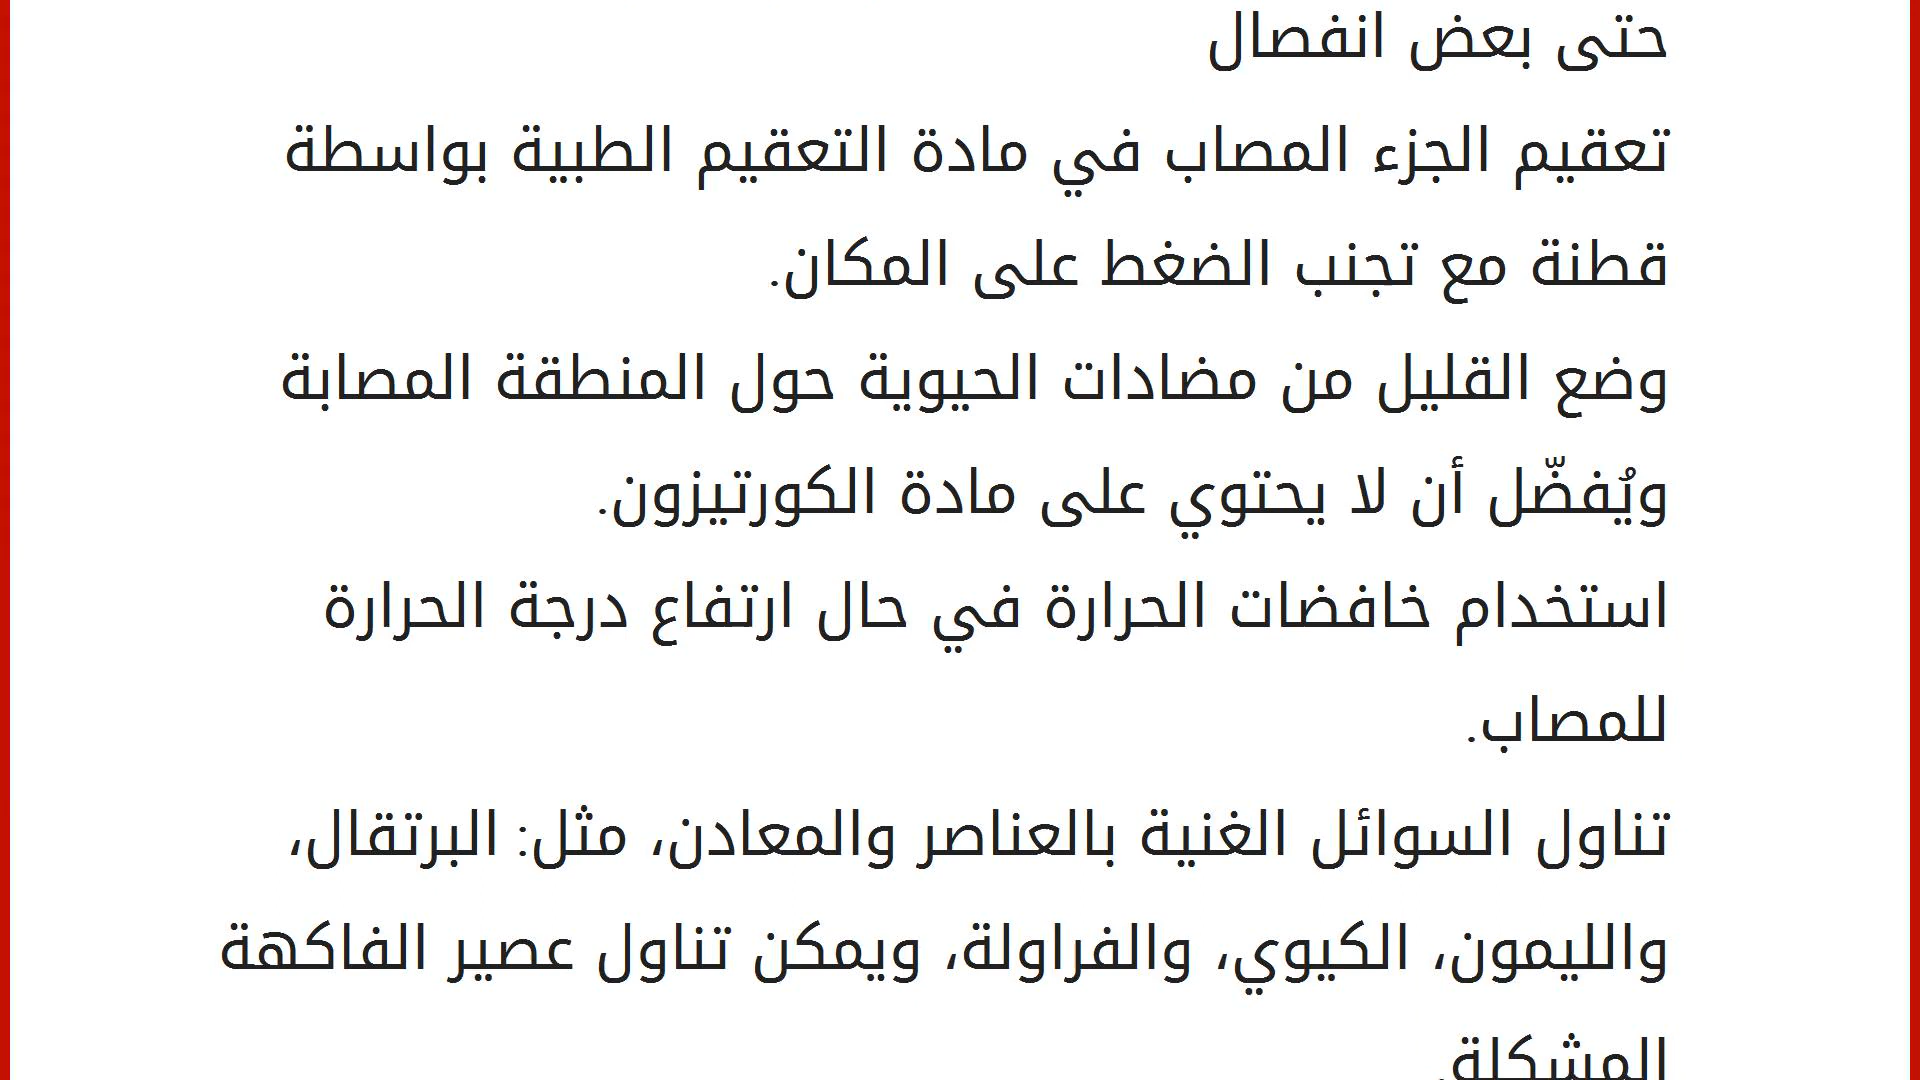 حتى بعض انفصال
تعقيم الجزء المصاب في مادة التعقيم الطبية بواسطة
قطنة مع تجنب الضغط على المكان.
وضع القليل من مضادات الحيوية حول المنطقة المصابة
ويُفضّل أن لا يحتوي على مادة الكورتيزون.
استخدام خافضات الحرارة في حال ارتفاع درجة الحرارة
للمصاب.
تناول السوائل الغنية بالعناصر والمعادن، مثل: البرتقال،
والليمون، الكيوي، والفراولة، ويمكن تناول عصير الفاكهة
المشكلة.